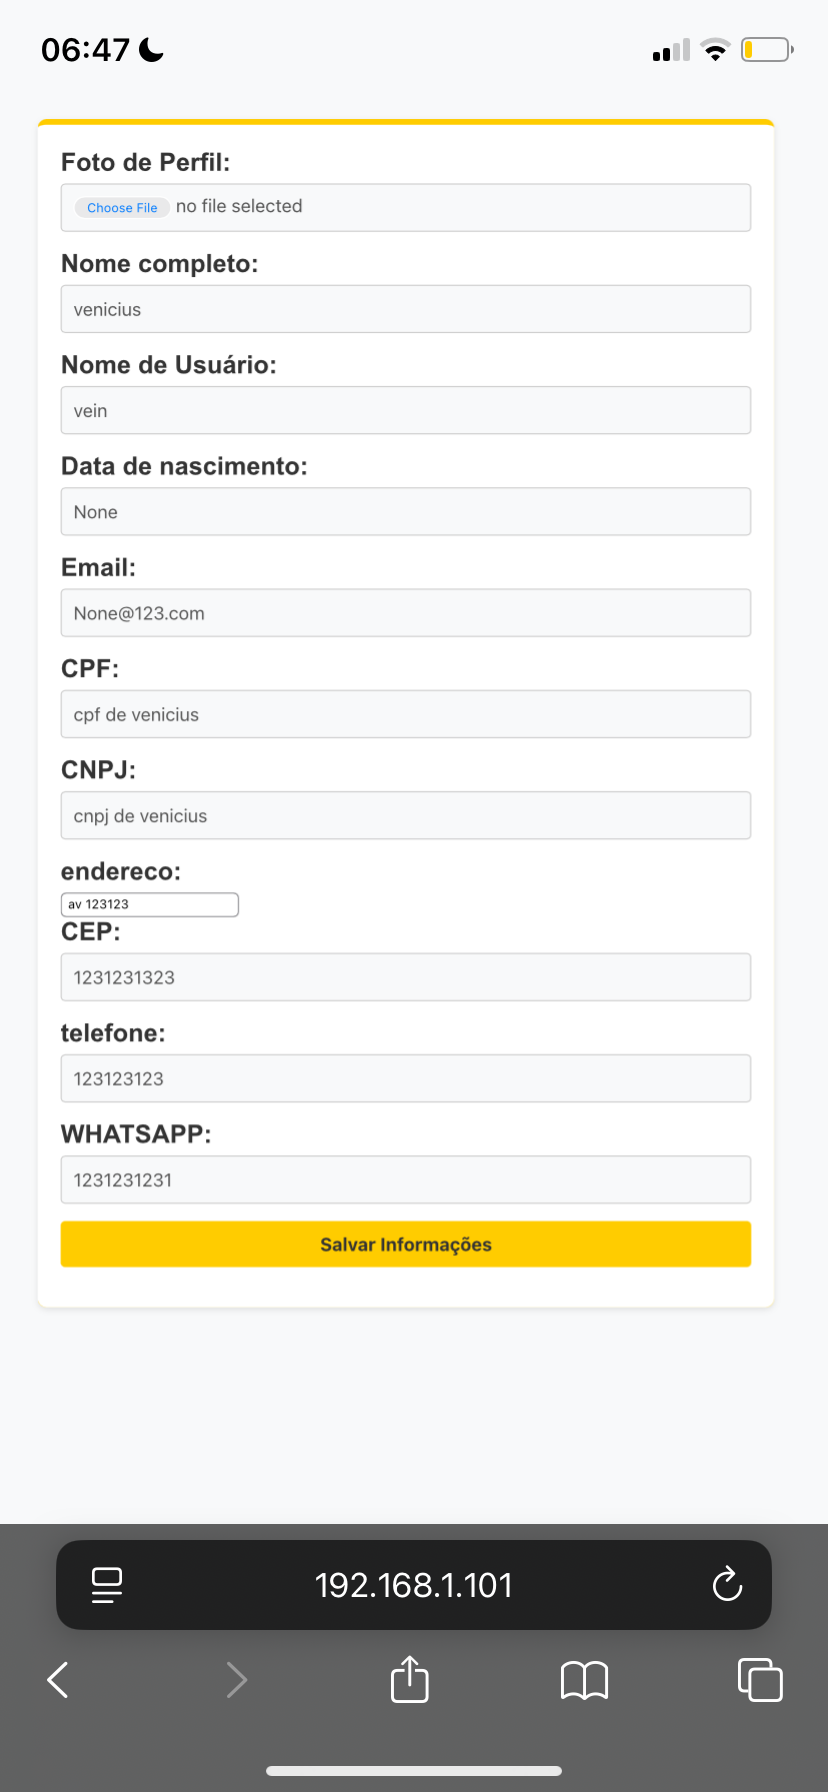 06:47
Foto de Perfil:
Choose File no file selected
Nome completo:
venicius
Nome de Usuário:
vein
Data de nascimento:
None
Email:
None@123.com
CPF:
cpf de venicius
CNPJ:
cnpj de venicius
endereco:
av 123123
CEP:
1231231323
telefone:
123123123
WHATSAPP:
1231231231
Salvar Informações
192.168.1.101